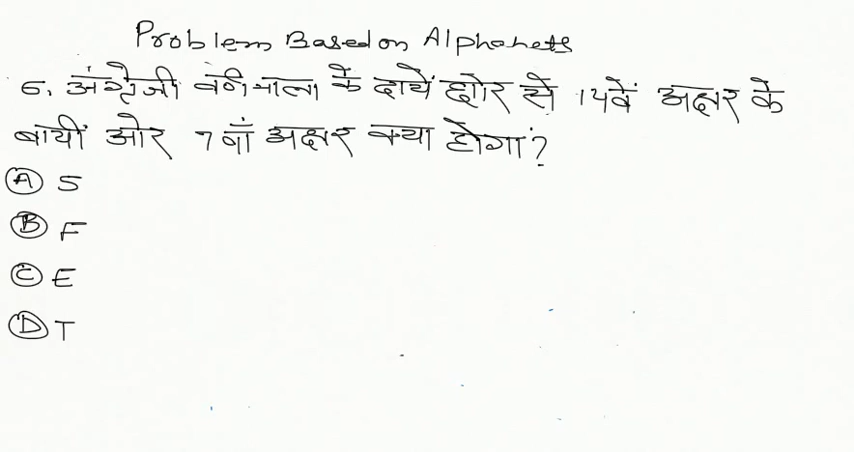 Problem Based on Alphabets
6. अंग्रेजी वर्णमाला के दायें छोर से 14वें अक्षर के
बायीं ओर 7वाँ अक्षर क्या होगा?
(A) S
(B) F
(C) E
(D) T